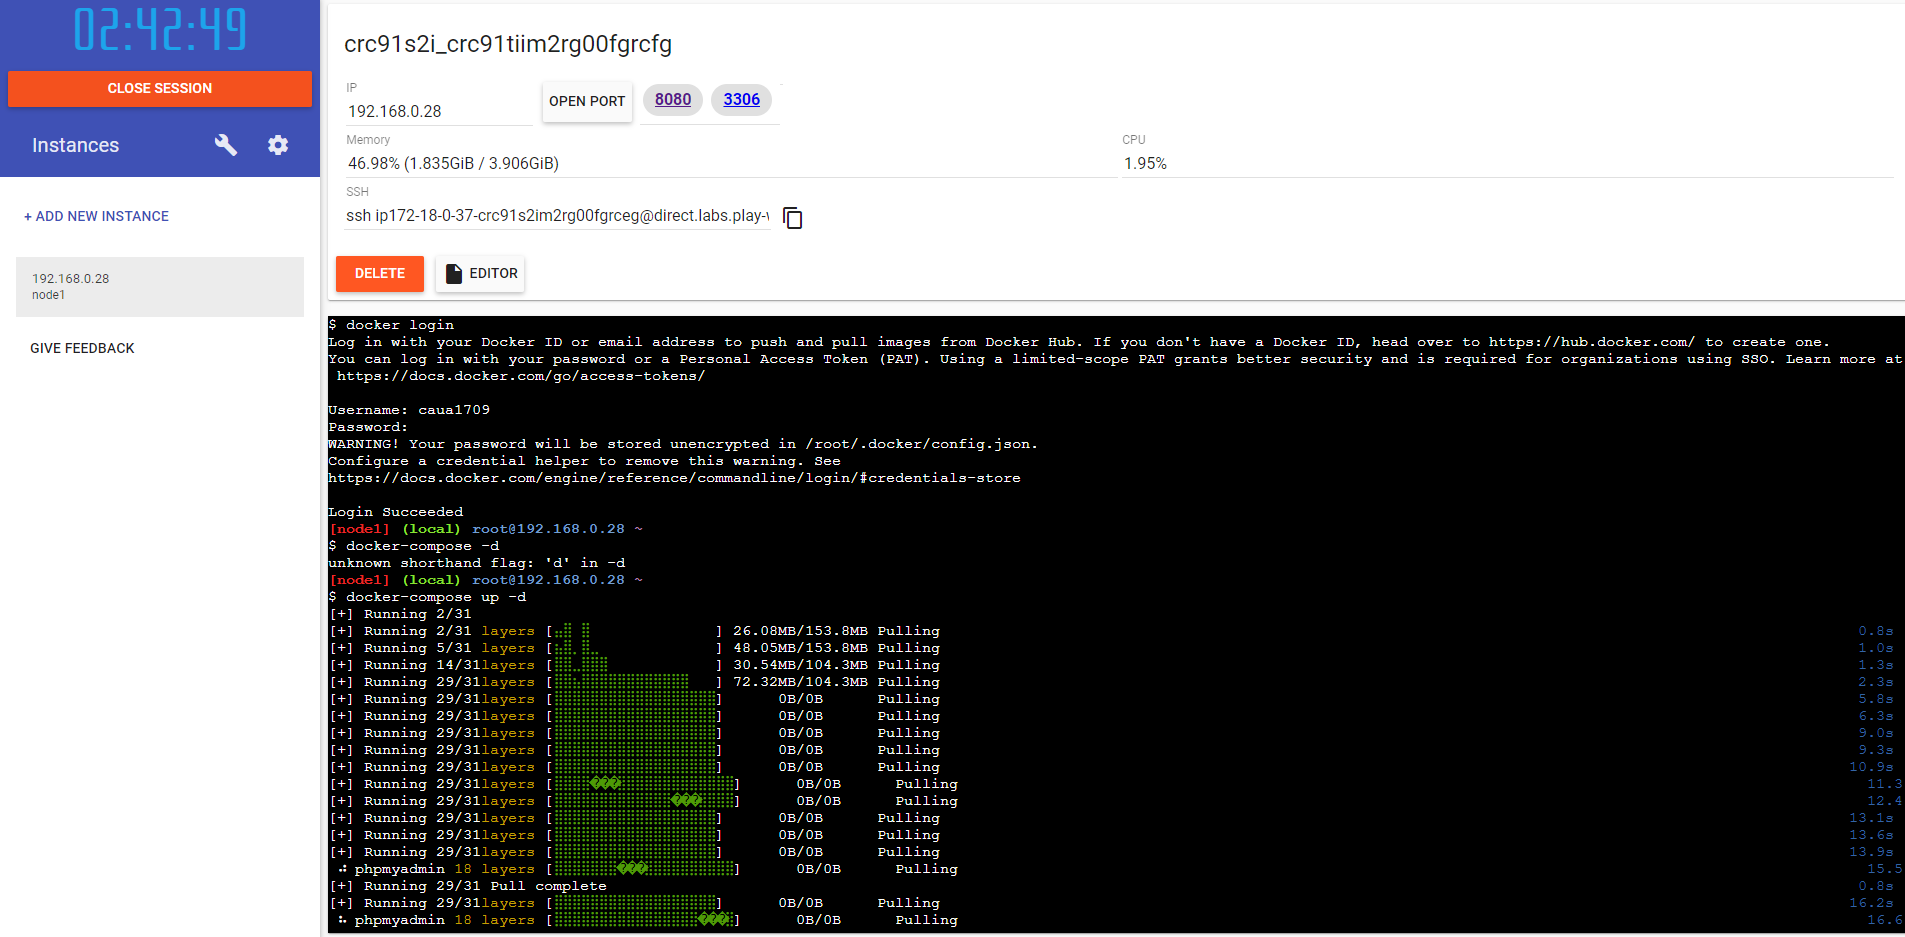 02:42:49
CLOSE SESSION
Instances
+ ADD NEW INSTANCE
192.168.0.28
node1
GIVE FEEDBACK
crc91s2i_crc91tiim2rg00fgrcfg
IP
192.168.0.28
OPEN PORT
8080
3306
Memory
46.98% (1.835GiB / 3.906GiB)
CPU
1.95%
SSH
ssh ip172-18-0-37-crc91s2im2rg00fgrceg@direct.labs.play-
DELETE
EDITOR
$ docker login
Log in with your Docker ID or email address to push and pull images from Docker Hub. If you don't have a Docker ID, head over to https://hub.docker.com/ to create one.
You can log in with your password or a Personal Access Token (PAT). Using a limited-scope PAT grants better security and is required for organizations using SSO. Learn more at
https://docs.docker.com/go/access-tokens/
Username: caua1709
Password:
WARNING! Your password will be stored unencrypted in /root/.docker/config.json.
Configure a credential helper to remove this warning. See
https://docs.docker.com/engine/reference/commandline/login/#credentials-store
Login Succeeded
[node1] (local) root@192.168.0.28 ~
$ docker-compose -d
unknown shorthand flag: 'd' in -d
[node1] (local) root@192.168.0.28 ~
$ docker-compose up -d
[+] Running 2/31
[+] Running 2/31 layers [ ] 26.08MB/153.8MB Pulling 0.8s
[+] Running 5/31 layers [ ] 48.05MB/153.8MB Pulling 1.0s
[+] Running 14/31layers [ ] 30.54MB/104.3MB Pulling 1.3s
[+] Running 29/31layers [ ] 72.32MB/104.3MB Pulling 2.3s
[+] Running 29/31layers [ ] 0B/0B Pulling 5.8s
[+] Running 29/31layers [ ] 0B/0B Pulling 6.3s
[+] Running 29/31layers [ ] 0B/0B Pulling 9.0s
[+] Running 29/31layers [ ] 0B/0B Pulling 9.3s
[+] Running 29/31layers [ ] 0B/0B Pulling 10.9s
[+] Running 29/31layers [ ] 0B/0B Pulling 11.3
[+] Running 29/31layers [ ] 0B/0B Pulling 12.4
[+] Running 29/31layers [ ] 0B/0B Pulling 13.1s
[+] Running 29/31layers [ ] 0B/0B Pulling 13.6s
[+] Running 29/31layers [ ] 0B/0B Pulling 13.9s
phpmyadmin 18 layers [ ] 0B/0B Pulling 15.5
[+] Running 29/31 Pull complete 0.8s
[+] Running 29/31layers [ ] 0B/0B Pulling 16.2s
phpmyadmin 18 layers [ ] 0B/0B Pulling 16.6